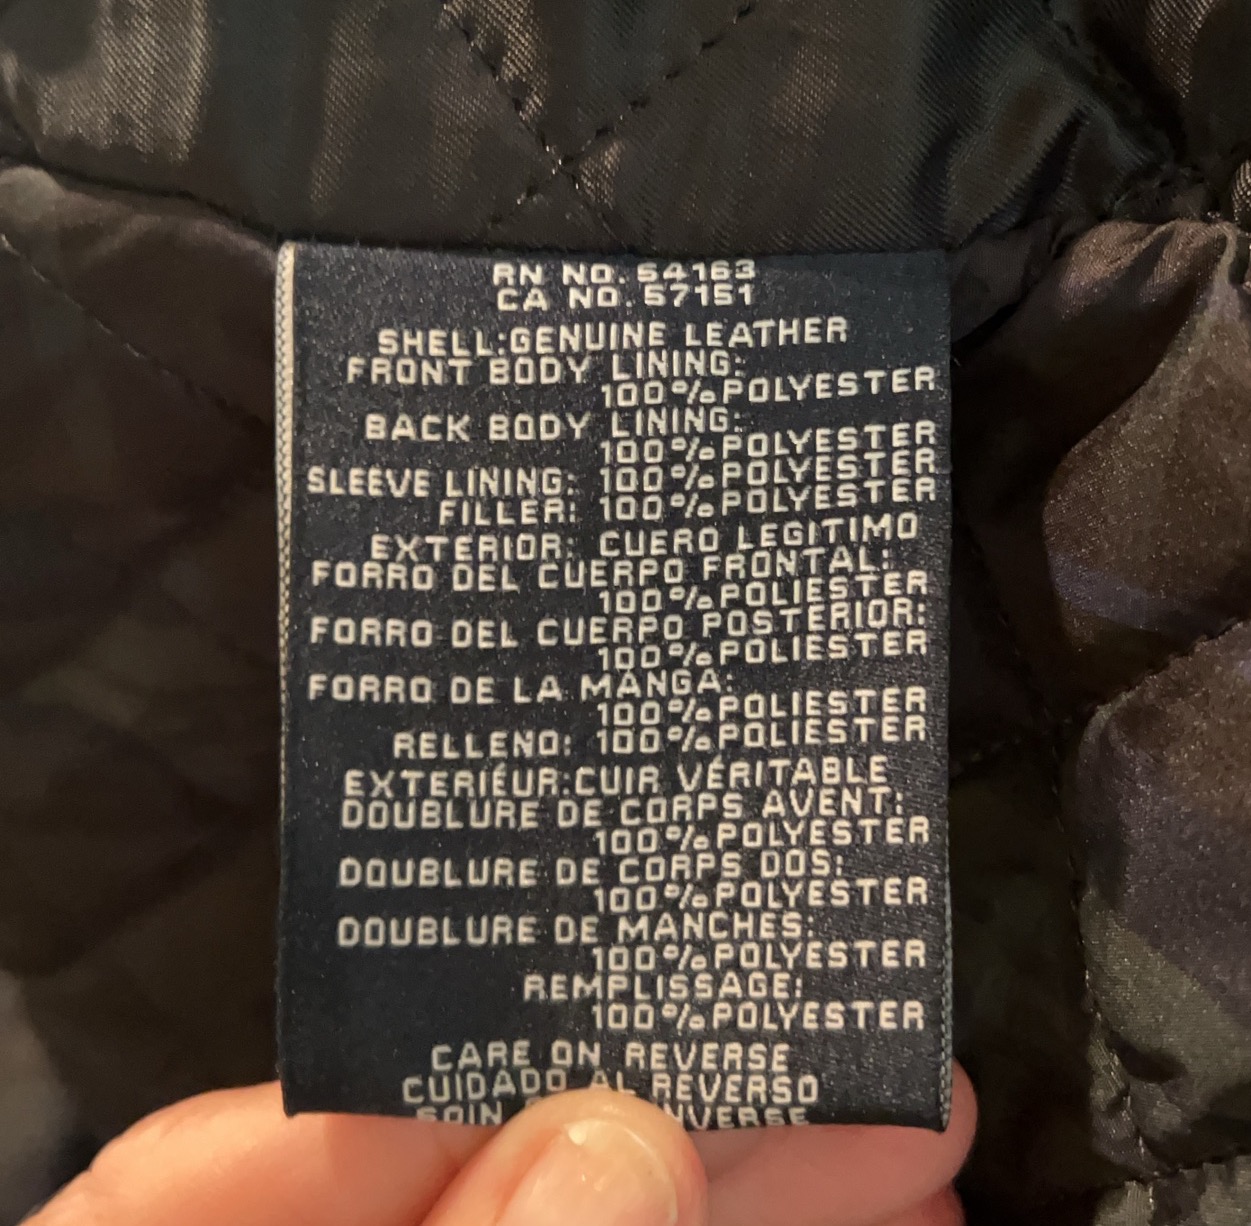 RN NO. 54163
CA NO. 57151
SHELL:GENUINE LEATHER
FRONT BODY LINING:
100%POLYESTER
BACK BODY LINING:
100%POLYESTER
SLEEVE LINING: 100%POLYESTER
FILLER: 100%POLYESTER
EXTERIOR: CUERO LEGITIMO
FORRO DEL CUERPO FRONTAL:
100%POLIESTER
FORRO DEL CUERPO POSTERIOR:
100%POLIESTER
FORRO DE LA MANGA:
100%POLIESTER
RELLENO: 100%POLIESTER
EXTERIÉUR:CUIR VÉRITABLE
DOUBLURE DE CORPS AVENT:
100%POLYESTER
DOUBLURE DE CORPS DOS:
100%POLYESTER
DOUBLURE DE MANCHES:
100%POLYESTER
REMPLISSAGE:
100%POLYESTER
CARE ON REVERSE
CUIDADO AL REVERSO
SOIN